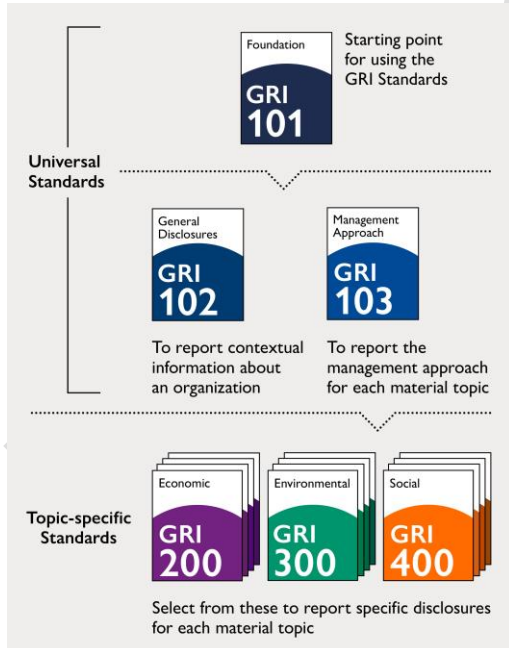 Foundation
GRI
101
Starting point
for using the
GRI Standards
Universal
Standards
General
Disclosures
GRI
102
Management
Approach
GRI
103
To report contextual
information about
an organization
To report the
management approach
for each material topic
Topic-specific
Standards
Economic
GRI
200
Environmental
GRI
300
Social
GRI
400
Select from these to report specific disclosures
for each material topic